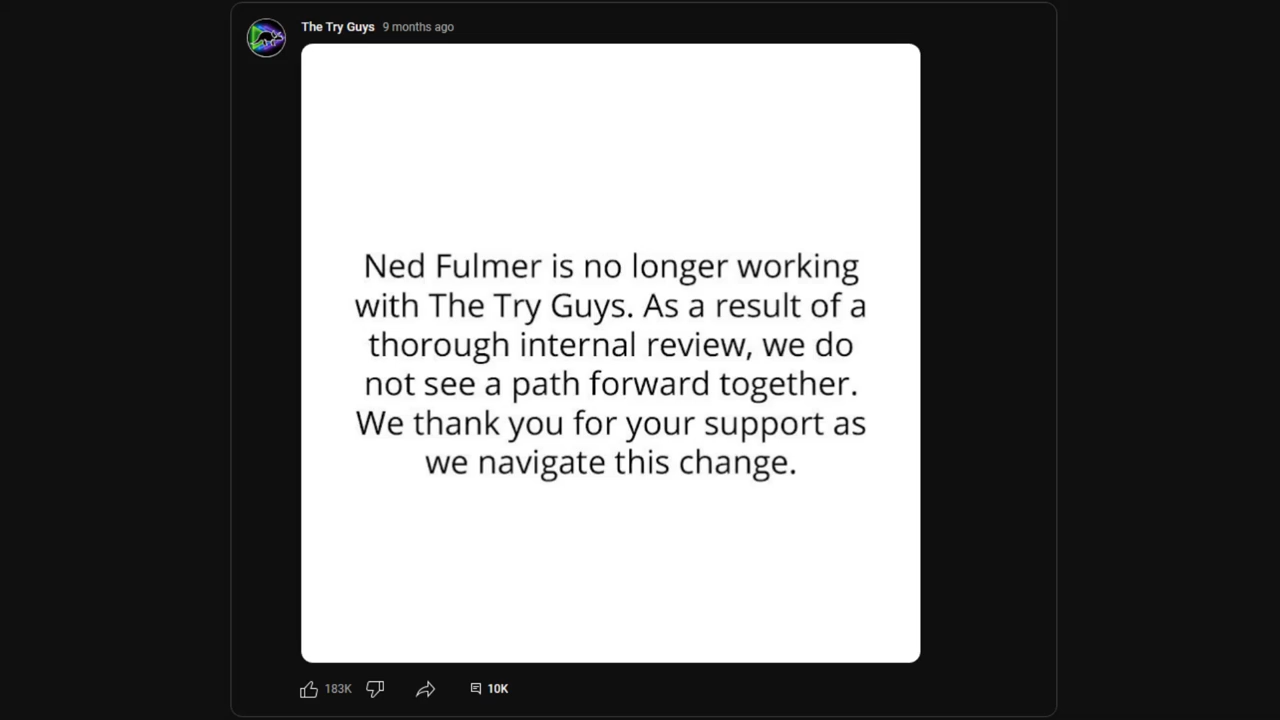 The Try Guys 9 months ago
Ned Fulmer is no longer working
with The Try Guys. As a result of a
thorough internal review, we do
not see a path forward together.
We thank you for your support as
we navigate this change.
183K 10K